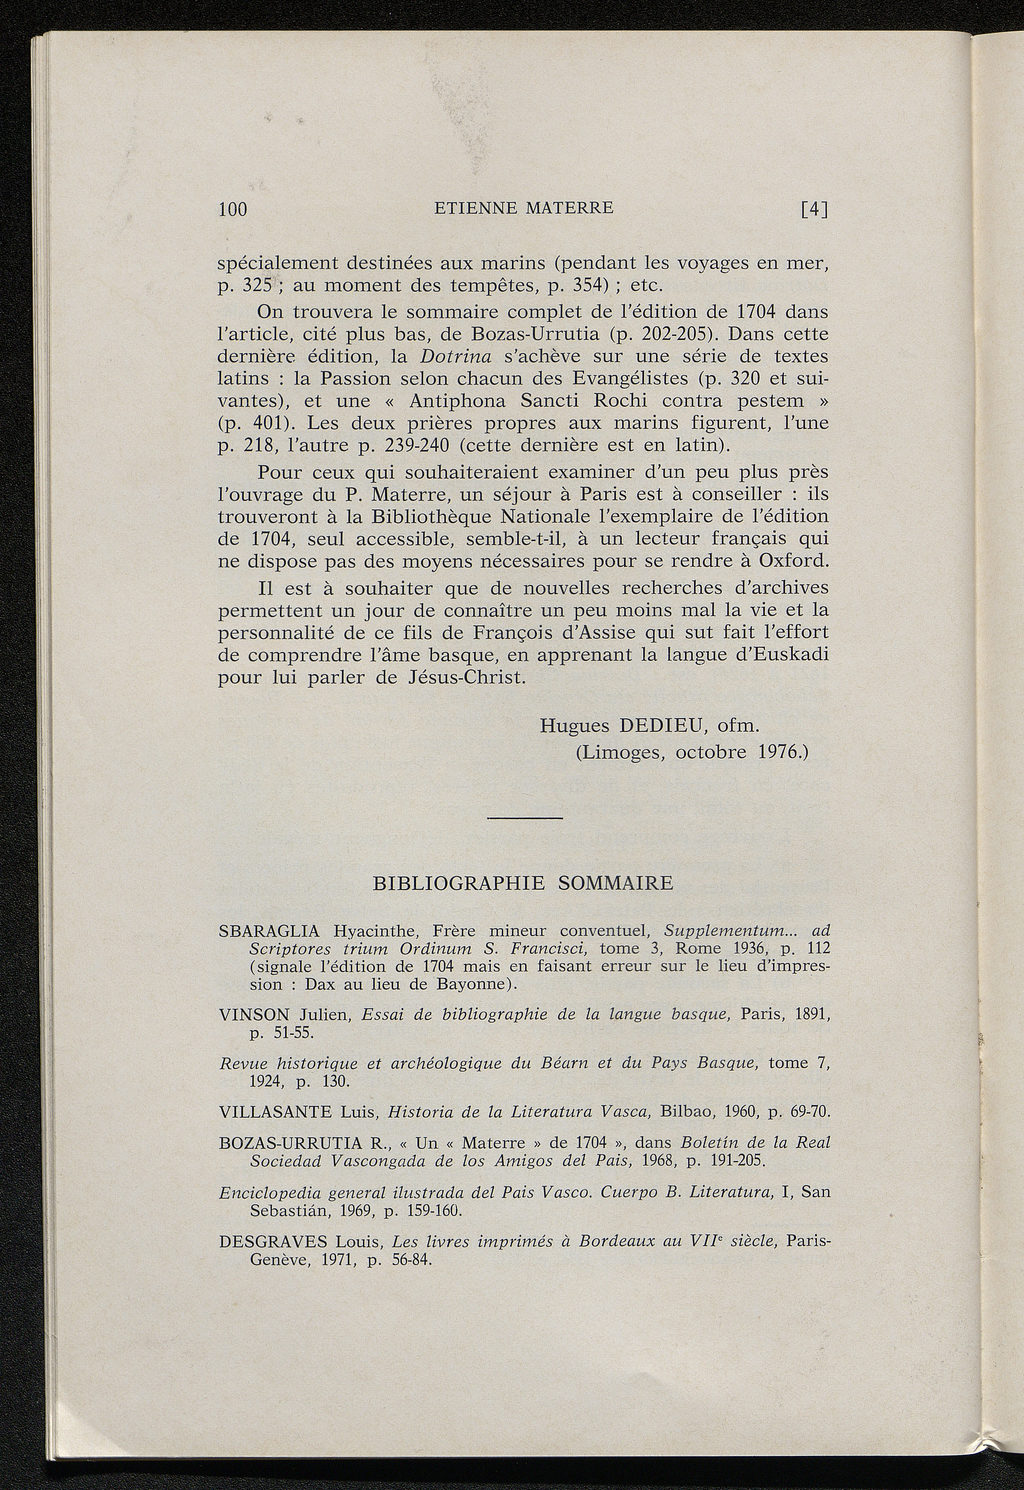 100 ETIENNE MATERRE [4]
spécialement destinées aux marins (pendant les voyages en mer,
p. 325 ; au moment des tempêtes, p. 354) ; etc.
On trouvera le sommaire complet de l'édition de 1704 dans
l'article, cité plus bas, de Bozas-Urrutia (p. 202-205). Dans cette
dernière édition, la Dotrina s'achève sur une série de textes
latins : la Passion selon chacun des Evangélistes (p. 320 et sui-
vantes), et une « Antiphona Sancti Rochi contra pestem »
(p. 401). Les deux prières propres aux marins figurent, l'une
p. 218, l'autre p. 239-240 (cette dernière est en latin).
Pour ceux qui souhaiteraient examiner d'un peu plus près
l'ouvrage du P. Materre, un séjour à Paris est à conseiller : ils
trouveront à la Bibliothèque Nationale l'exemplaire de l'édition
de 1704, seul accessible, semble-t-il, à un lecteur français qui
ne dispose pas des moyens nécessaires pour se rendre à Oxford.
Il est à souhaiter que de nouvelles recherches d'archives
permettent un jour de connaître un peu moins mal la vie et la
personnalité de ce fils de François d'Assise qui sut fait l'effort
de comprendre l'âme basque, en apprenant la langue d'Euskadi
pour lui parler de Jésus-Christ.
Hugues DEDIEU, ofm.
(Limoges, octobre 1976.)
BIBLIOGRAPHIE SOMMAIRE
SBARAGLIA Hyacinthe, Frère mineur conventuel, Supplementum... ad
Scriptores trium Ordinum S. Francisci, tome 3, Rome 1936, p. 112
(signale l'édition de 1704 mais en faisant erreur sur le lieu d'impres-
sion : Dax au lieu de Bayonne).
VINSON Julien, Essai de bibliographie de la langue basque, Paris, 1891,
p. 51-55.
Revue historique et archéologique du Béarn et du Pays Basque, tome 7,
1924, p. 130.
VILLASANTE Luis, Historia de la Literatura Vasca, Bilbao, 1960, p. 69-70.
BOZAS-URRUTIA R., « Un « Materre » de 1704 », dans Boletín de la Real
Sociedad Vascongada de los Amigos del Pais, 1968, p. 191-205.
Enciclopedia general ilustrada del Pais Vasco. Cuerpo B. Literatura, I, San
Sebastián, 1969, p. 159-160.
DESGRAVES Louis, Les livres imprimés à Bordeaux au VIIe siècle, Paris-
Genève, 1971, p. 56-84.